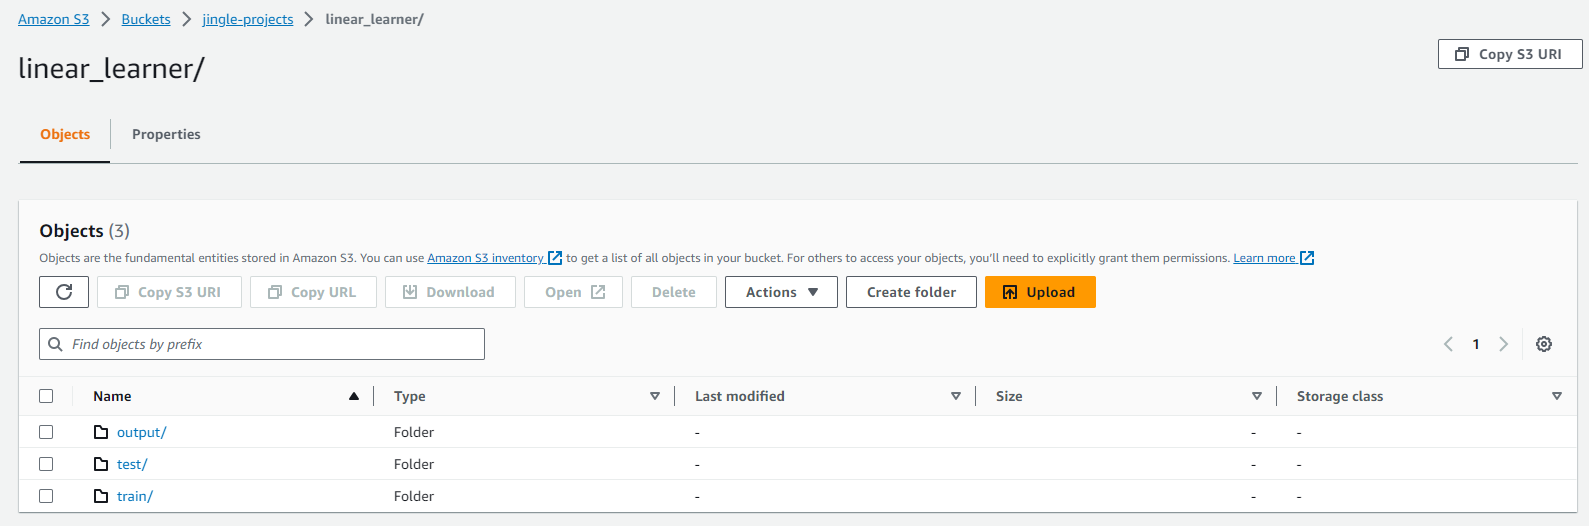 Amazon S3 > Buckets > jingle-projects > linear_learner/
linear_learner/
Copy S3 URI
Objects Properties
Objects (3)
Objects are the fundamental entities stored in Amazon S3. You can use Amazon S3 inventory to get a list of all objects in your bucket. For others to access your objects, you'll need to explicitly grant them permissions. Learn more
Copy S3 URI Copy URL Download Open Delete Actions Create folder Upload
Find objects by prefix 1
Name Type Last modified Size Storage class
output/ Folder - - -
test/ Folder - - -
train/ Folder - - -